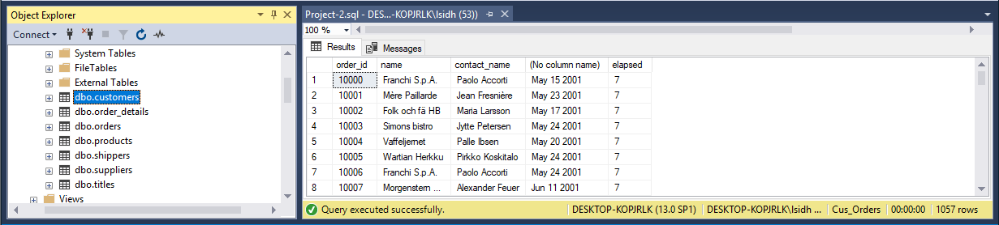 Object Explorer
Connect
System Tables
FileTables
External Tables
dbo.customers
dbo.order_details
dbo.orders
dbo.products
dbo.shippers
dbo.suppliers
dbo.titles
Views
Project-2.sql - DES...-KOPJRLK\lsidh (53))
100 %
Results Messages
order_id name contact_name (No column name) elapsed
1 10000 Franchi S.p.A. Paolo Accorti May 15 2001 7
2 10001 Mère Paillarde Jean Fresnière May 23 2001 7
3 10002 Folk och fä HB Maria Larsson May 17 2001 7
4 10003 Simons bistro Jytte Petersen May 24 2001 7
5 10004 Vaffeljernet Palle Ibsen May 20 2001 7
6 10005 Wartian Herkku Pirkko Koskitalo May 24 2001 7
7 10006 Franchi S.p.A. Paolo Accorti May 24 2001 7
8 10007 Morgenstern ... Alexander Feuer Jun 11 2001 7
Query executed successfully. DESKTOP-KOPJRLK (13.0 SP1) DESKTOP-KOPJRLK\lsidh ... Cus_Orders 00:00:00 1057 rows